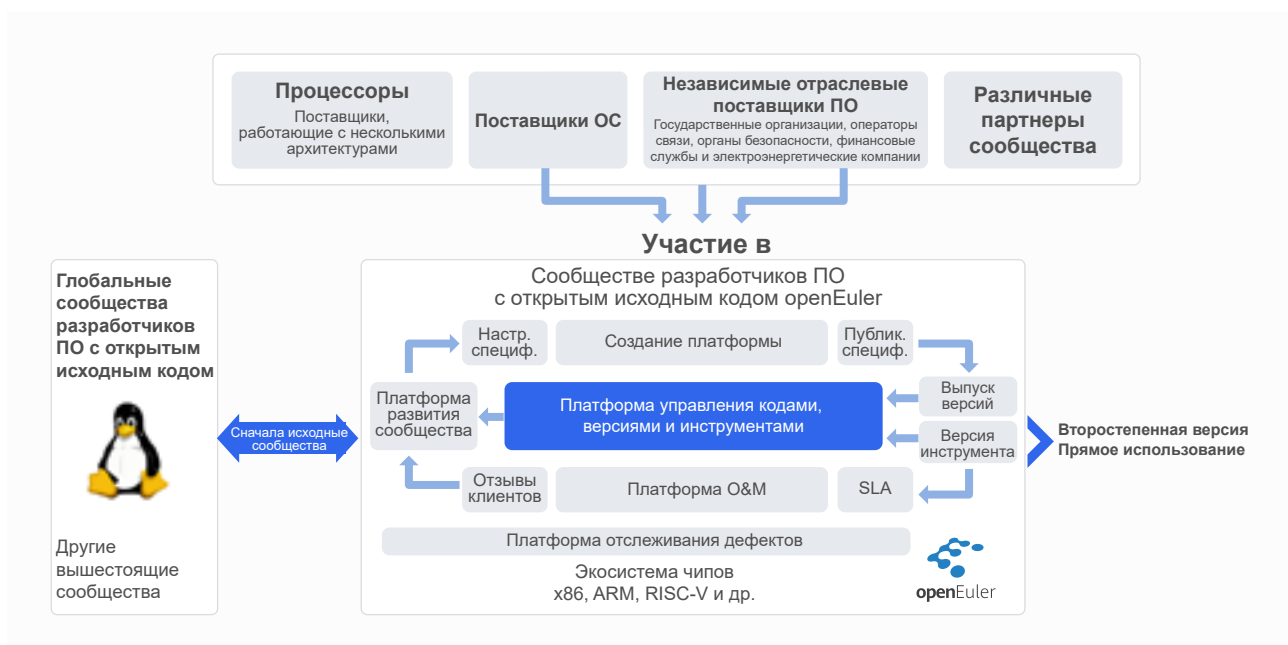 Процессоры
Поставщики,
работающие с несколькими
архитектурами
Поставщики ОС
Независимые отраслевые
поставщики ПО
Государственные организации, операторы
связи, органы безопасности, финансовые
службы и электроэнергетические компании
Различные
партнеры
сообщества
Участие в
Глобальные
сообщества
разработчиков
ПО с открытым
исходным кодом
Другие
вышестоящие
сообщества
Сначала исходные
сообщества
Сообществе разработчиков ПО
с открытым исходным кодом openEuler
Настр.
специф.
Создание платформы
Публик.
специф.
Платформа
развития
сообщества
Платформа управления кодами,
версиями и инструментами
Выпуск
версий
Версия
инструмента
Отзывы
клиентов
Платформа O&M
SLA
Платформа отслеживания дефектов
Экосистема чипов
x86, ARM, RISC-V и др.
openEuler
Второстепенная версия
Прямое использование